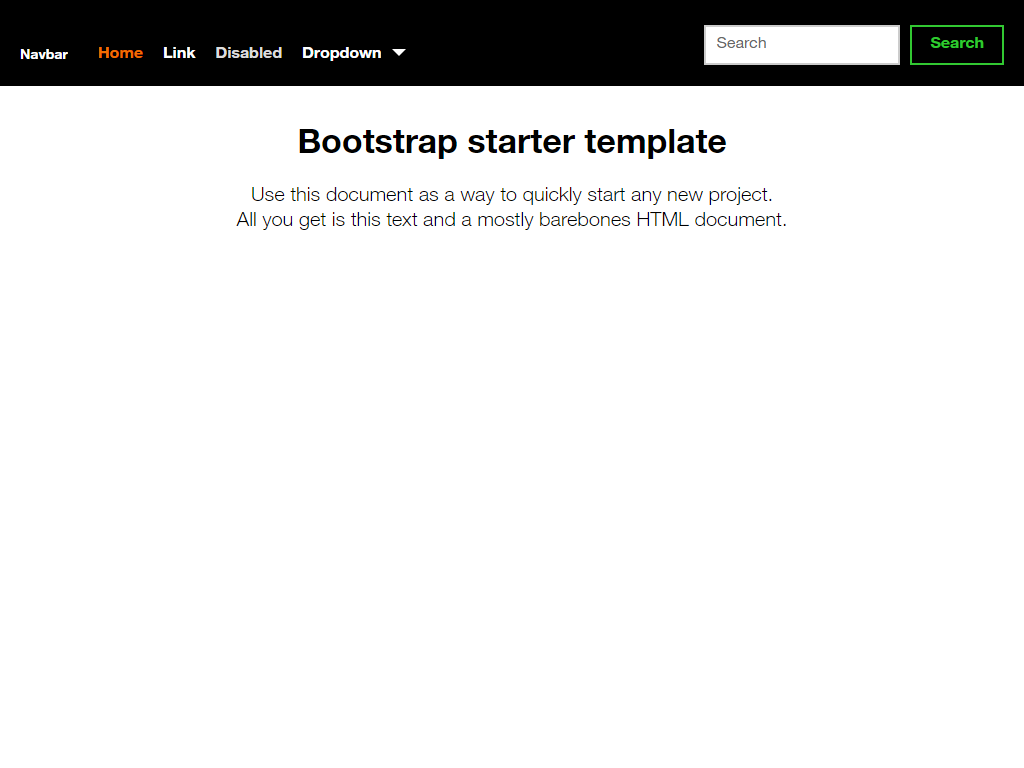 Navbar Home Link Disabled Dropdown Search Search
Bootstrap starter template
Use this document as a way to quickly start any new project.
All you get is this text and a mostly barebones HTML document.